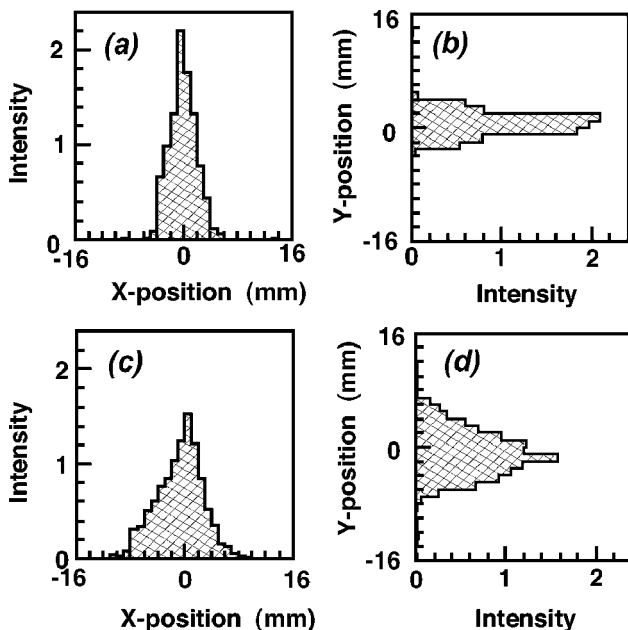 (a)
Intensity
2
1
0
-16
0
16
X-position (mm)
(b)
Y-position (mm)
16
0
-16
0
1
2
Intensity
(c)
Intensity
2
1
0
-16
0
16
X-position (mm)
(d)
Y-position (mm)
16
0
-16
0
1
2
Intensity